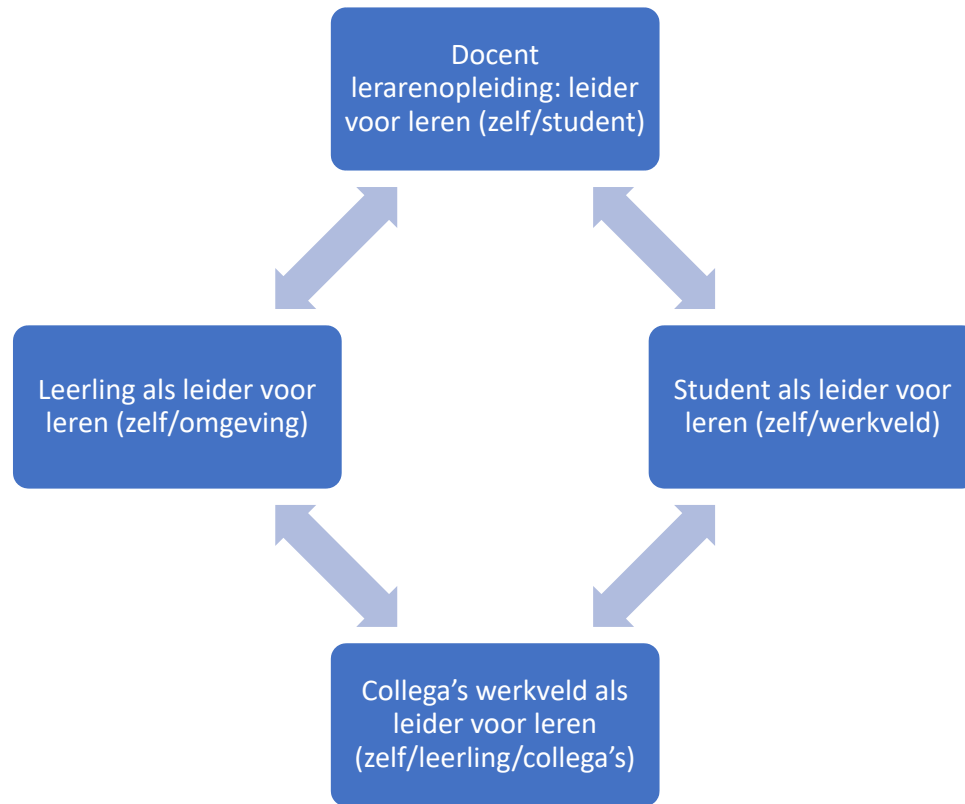 Docent
lerarenopleiding: leider
voor leren (zelf/student)
Leerling als leider voor
leren (zelf/omgeving)
Student als leider voor
leren (zelf/werkveld)
Collega’s werkveld als
leider voor leren
(zelf/leerling/collega’s)